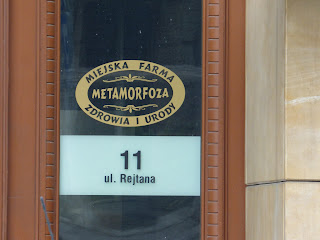 MIEJSKA FARMA
METAMORFOZA
ZDROWIA I URODY
11
ul. Rejtana